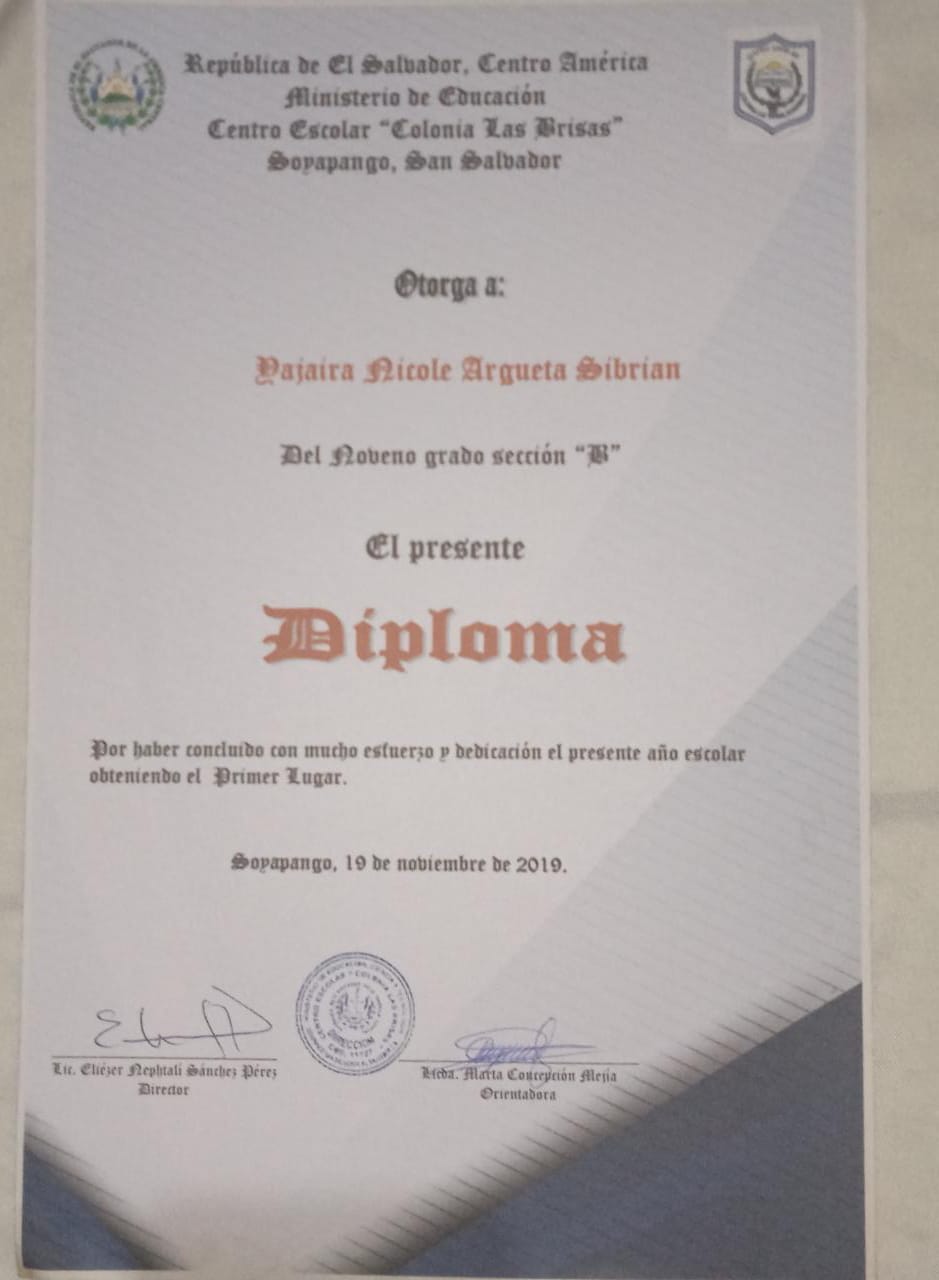 República de El Salvador, Centro América
Ministerio de Educación
Centro Escolar “Colonia Las Brisas”
Soyapango, San Salvador
Otorga a:
Yajaira Nicole Argueta Sibrian
Del Noveno grado sección “B”
El presente
Diploma
Por haber concluido con mucho esfuerzo y dedicación el presente año escolar
obteniendo el Primer Lugar.
Soyapango, 19 de noviembre de 2019.
DIRECCION
Lic. Eliézer Nephtalí Sánchez Pérez
Director
Licda. Marta Concepción Mejía
Orientadora